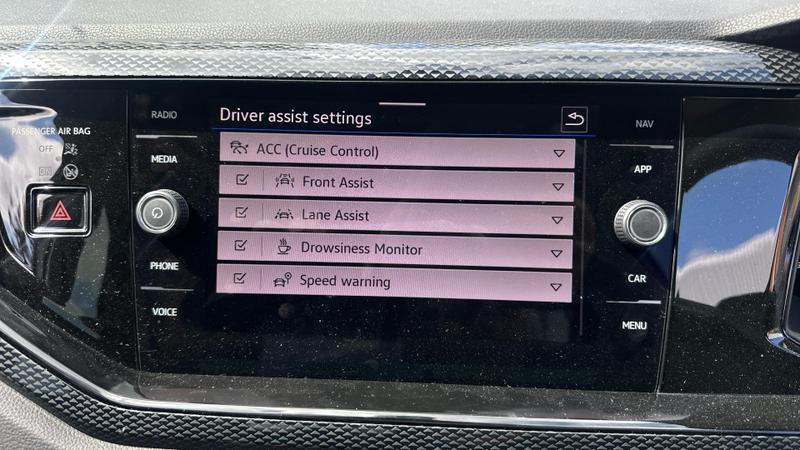 PASSENGER AIR BAG
OFF
ON
RADIO
MEDIA
PHONE
VOICE
Driver assist settings
ACC (Cruise Control)
Front Assist
Lane Assist
Drowsiness Monitor
Speed warning
NAV
APP
CAR
MENU